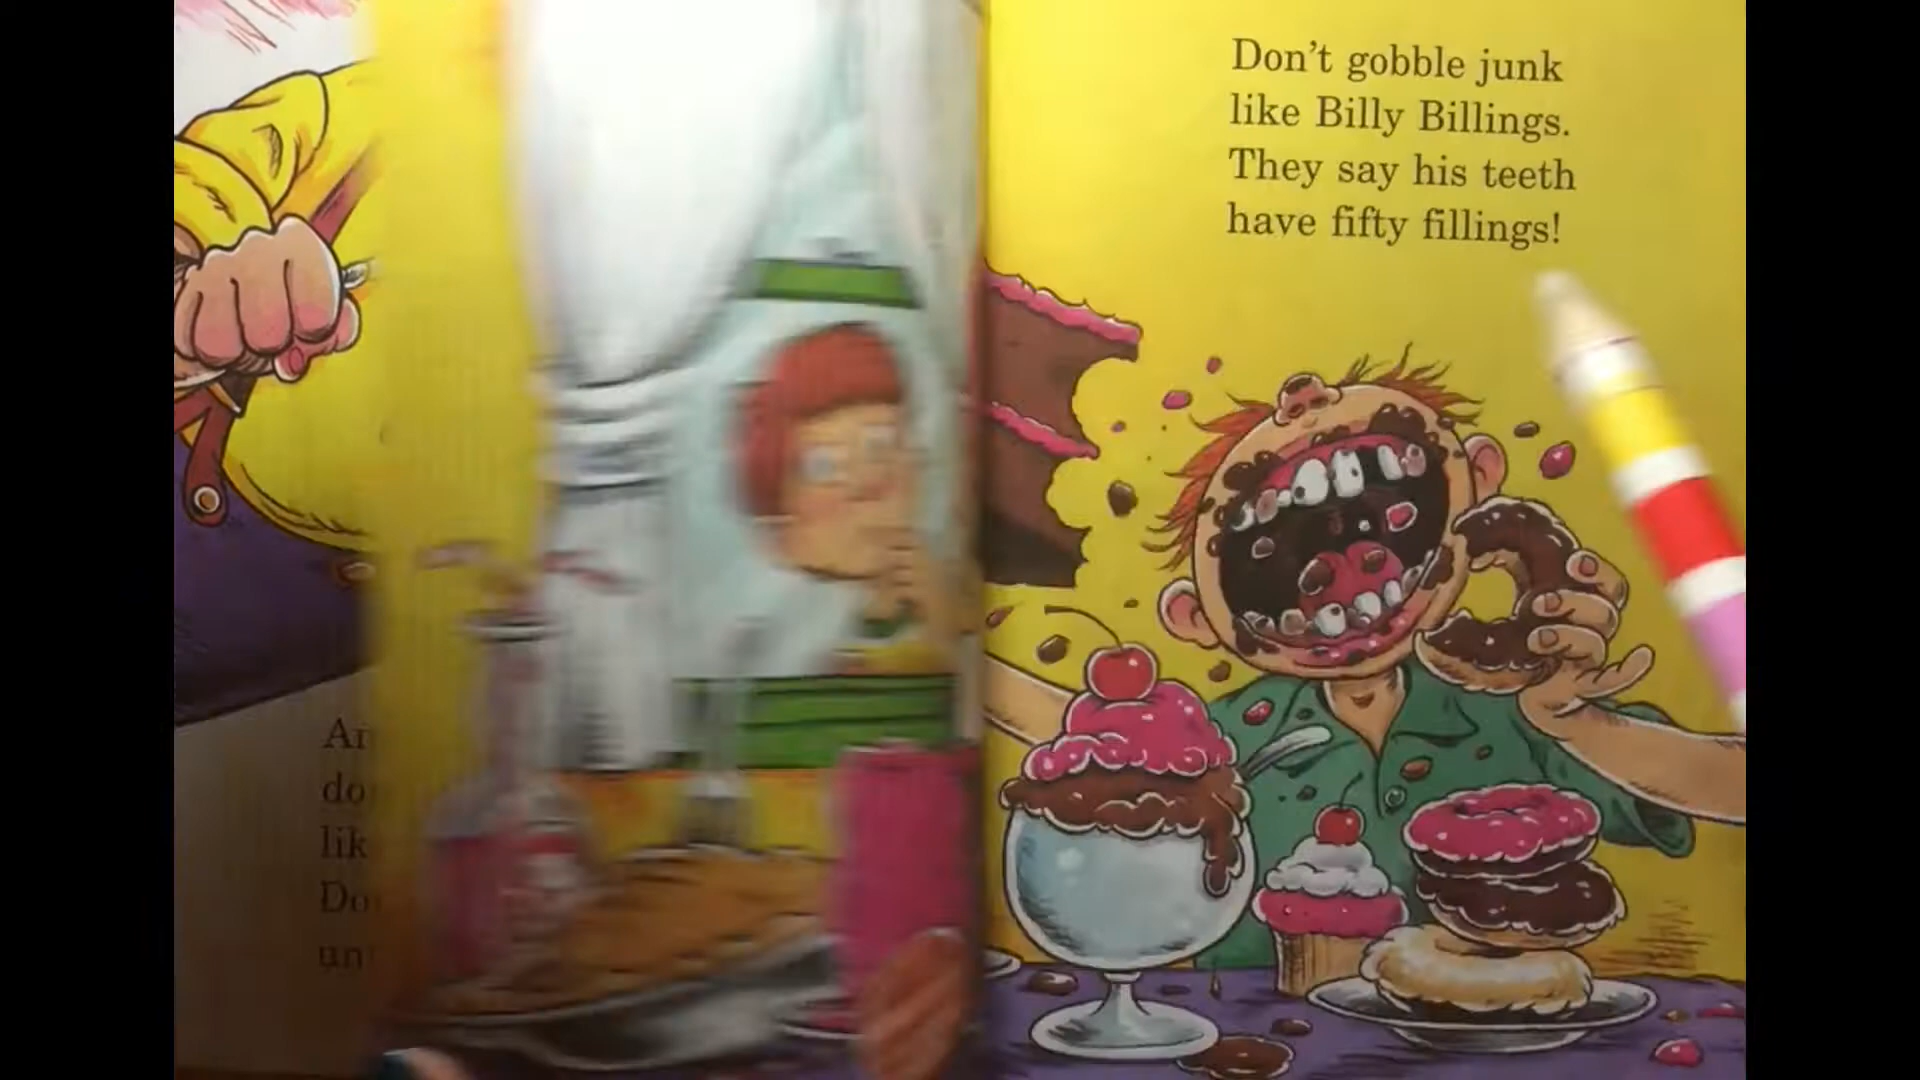 Don't gobble junk
like Billy Billings.
They say his teeth
have fifty fillings!